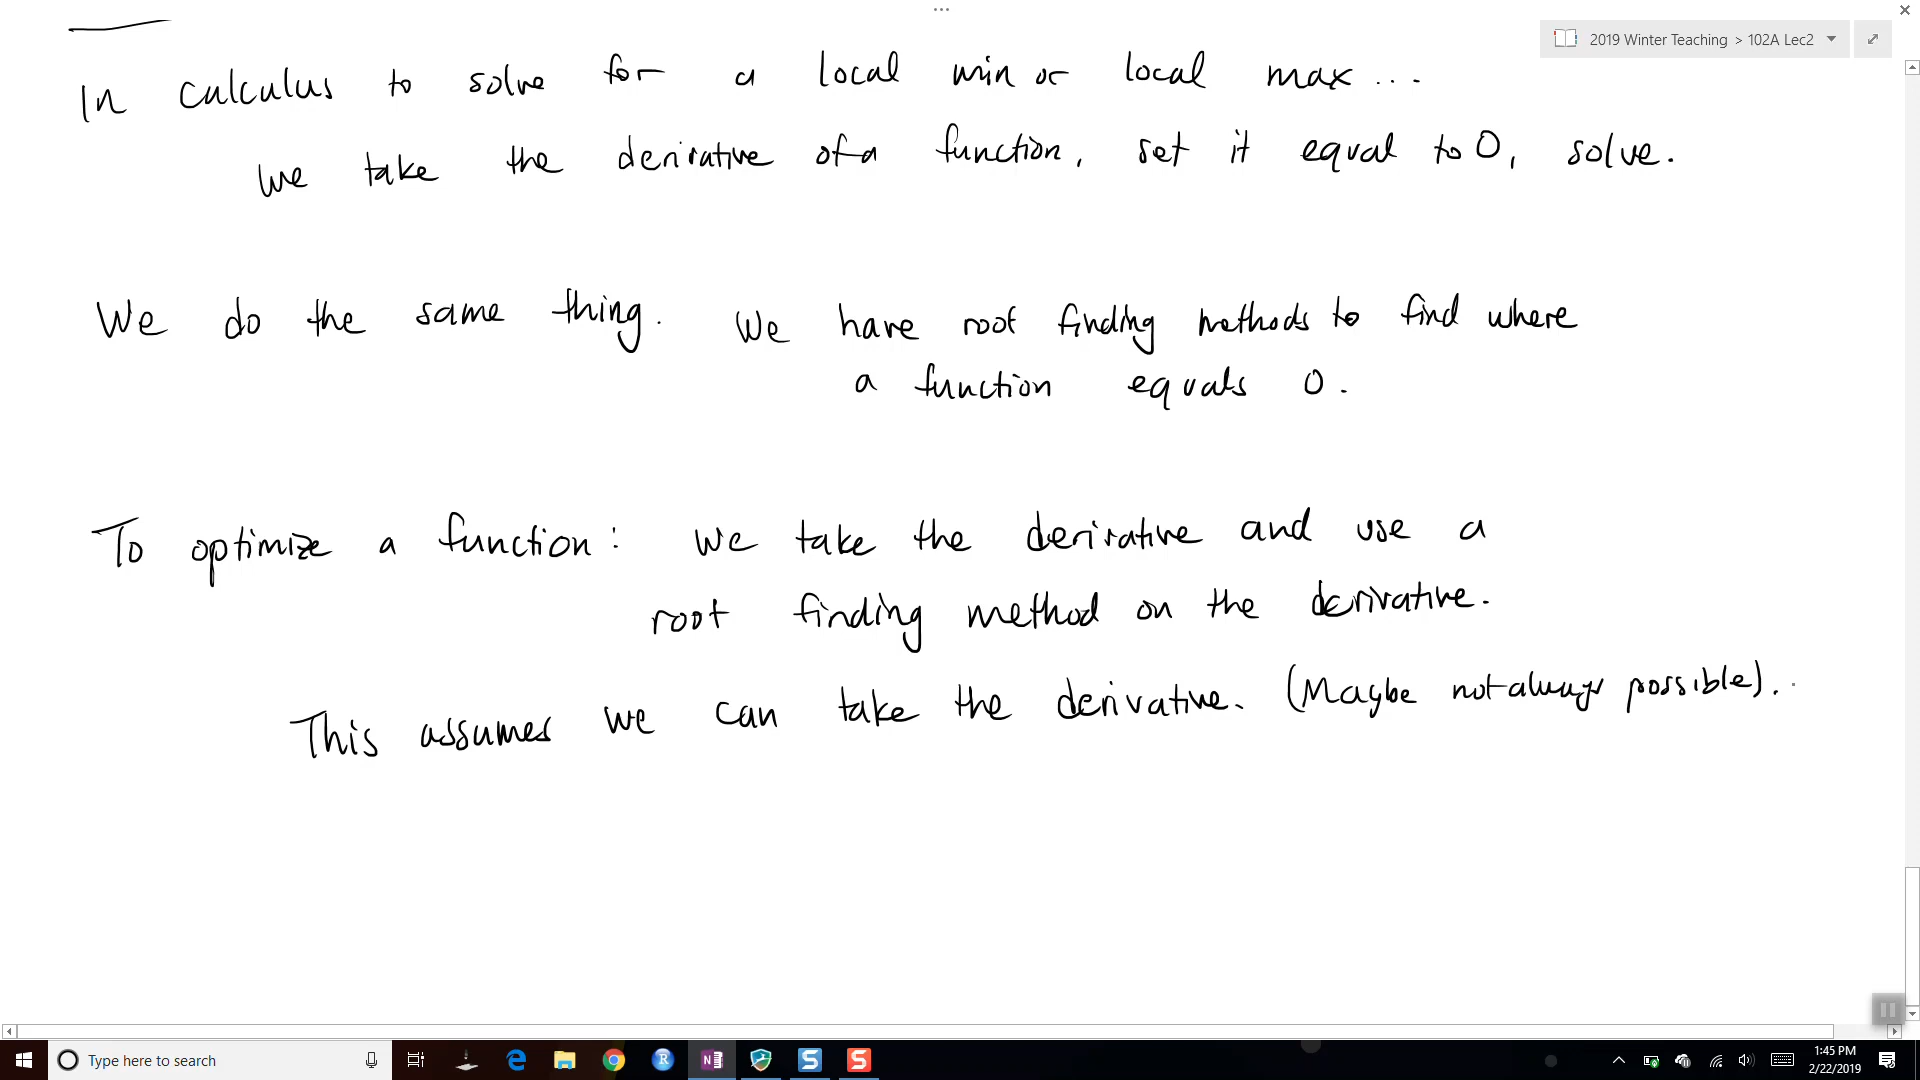 ...
2019 Winter Teaching > 102A Lec2
In calculus to solve for a local min or local max ...
we take the derivative of a function, set it equal to 0, solve.
We do the same thing. We have root finding methods to find where
a function equals 0.
To optimize a function: we take the derivative and use a
root finding method on the derivative.
This assumes we can take the derivative. (Maybe not always possible).
Type here to search
1:45 PM
2/22/2019